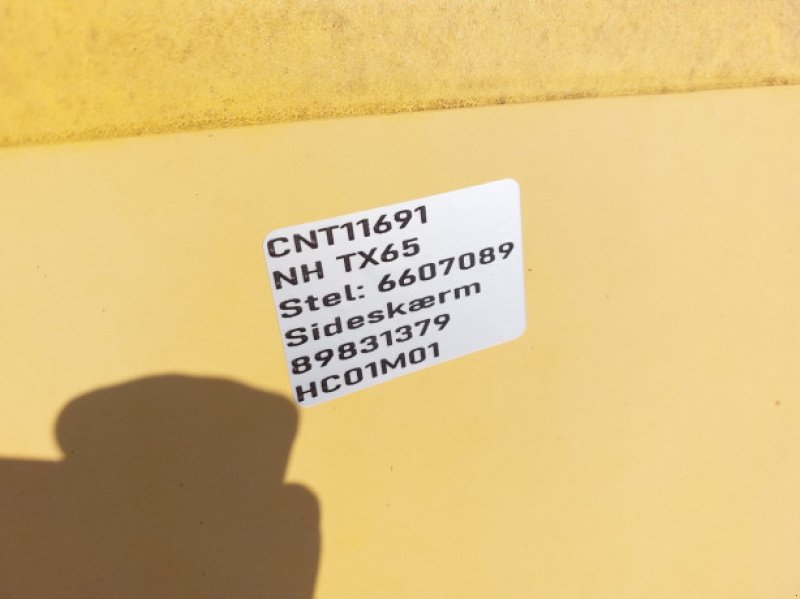 CNT11691
NH TX65
Stel: 6607089
Sideskærm
89831379
HC01M01